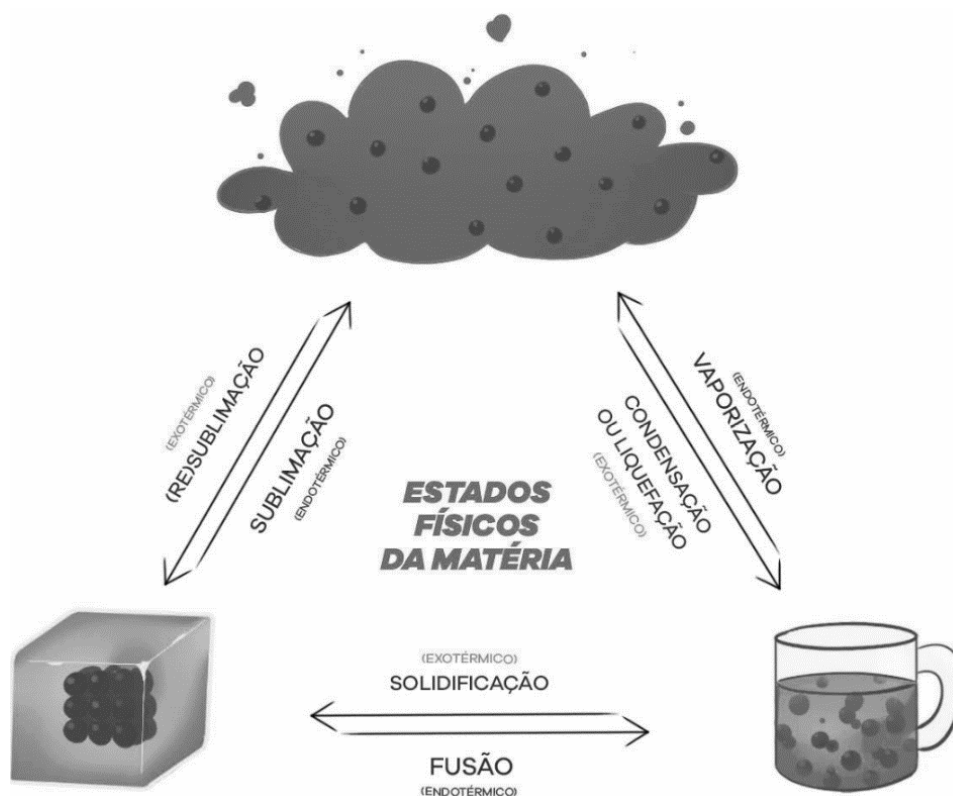 (EXOTÉRMICO)
(RE)SUBLIMAÇÃO
SUBLIMAÇÃO
(ENDOTÉRMICO)
(ENDOTÉRMICO)
VAPORIZAÇÃO
CONDENSAÇÃO
OU LIQUEFAÇÃO
(EXOTÉRMICO)
ESTADOS
FÍSICOS
DA MATÉRIA
(EXOTÉRMICO)
SOLIDIFICAÇÃO
FUSÃO
(ENDOTÉRMICO)